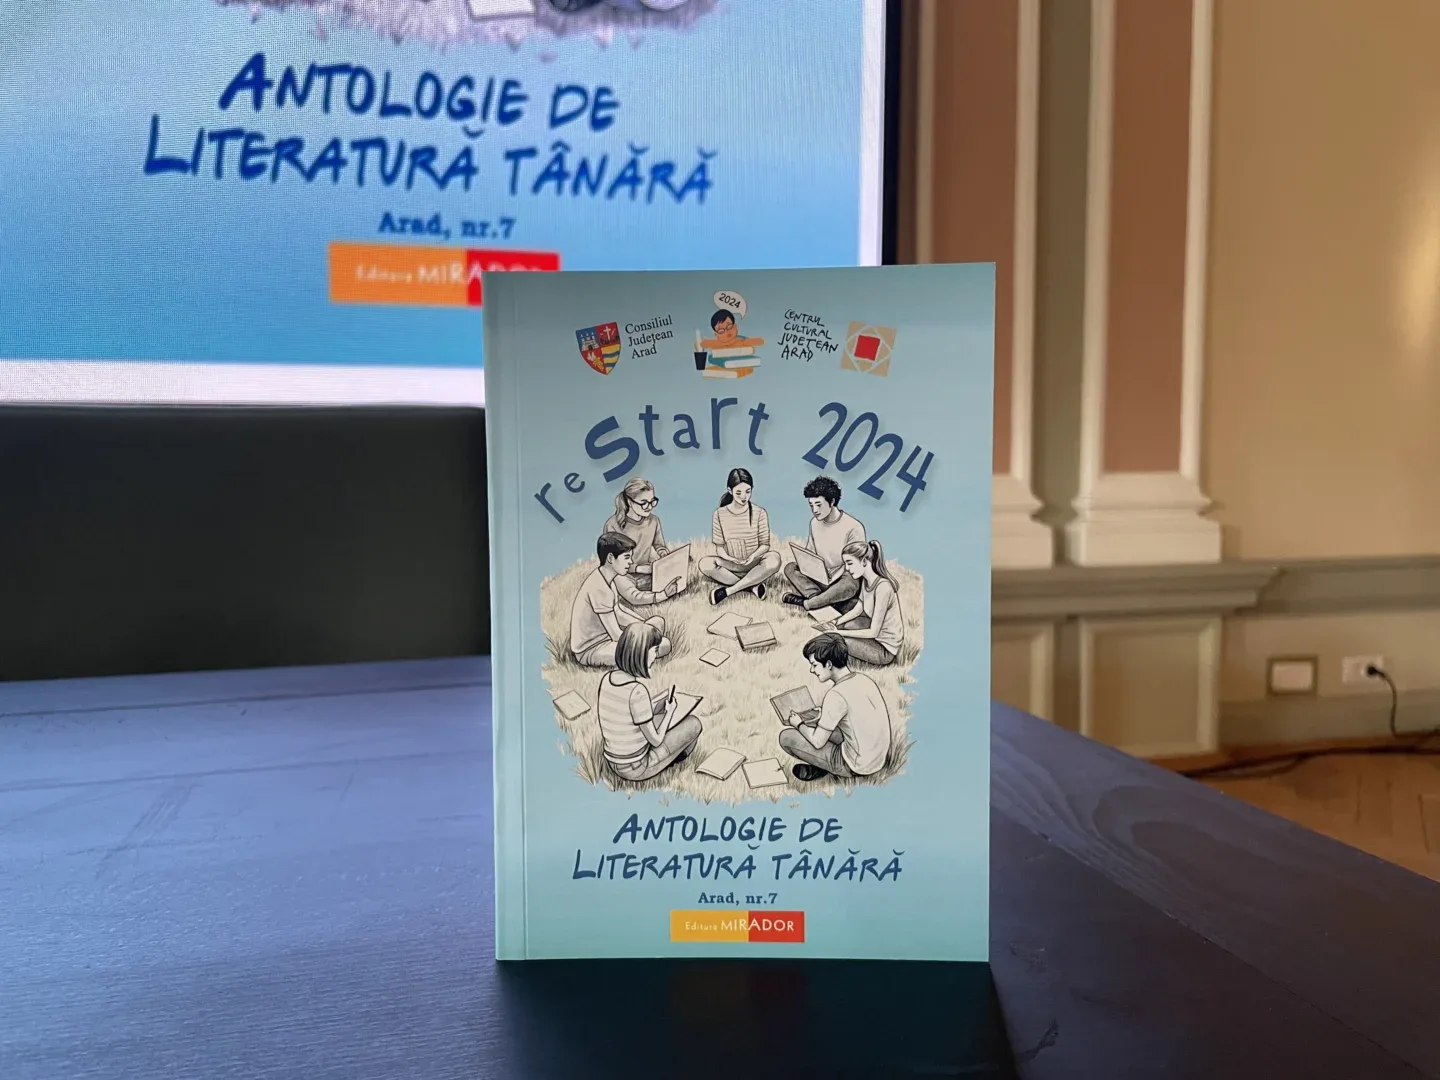 ANTOLOGIE DE
LITERATURĂ TÂNĂRĂ
Arad, nr.7
Editura MIRADOR
2024
Consiliul
Județean
Arad
CENTRUL
CULTURAL
JUDEȚEAN
ARAD
reStart 2024
ANTOLOGIE DE
LITERATURĂ TÂNĂRĂ
Arad, nr.7
Editura MIRADOR